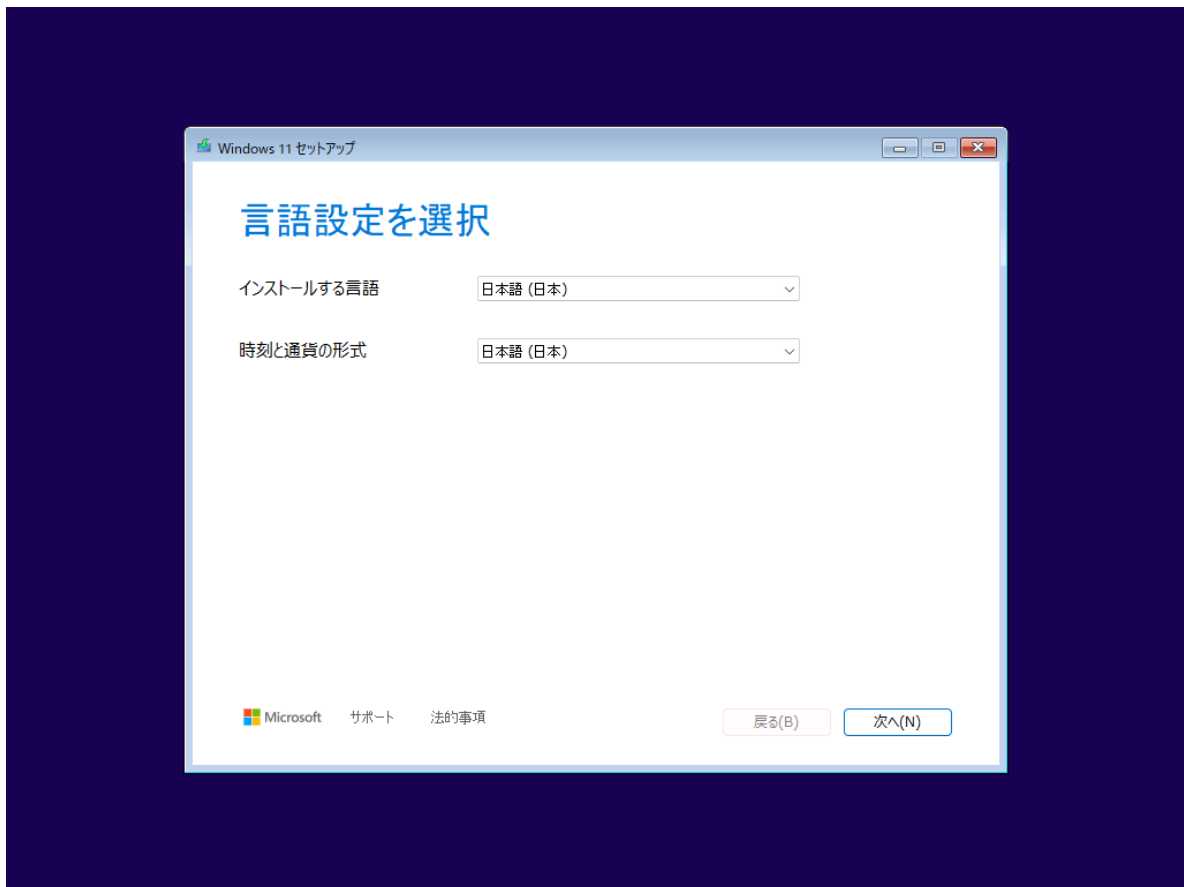 Windows 11 セットアップ
言語設定を選択
インストールする言語
日本語 (日本)
時刻と通貨の形式
日本語 (日本)
Microsoft サポート 法的事項
戻る(B) 次へ(N)